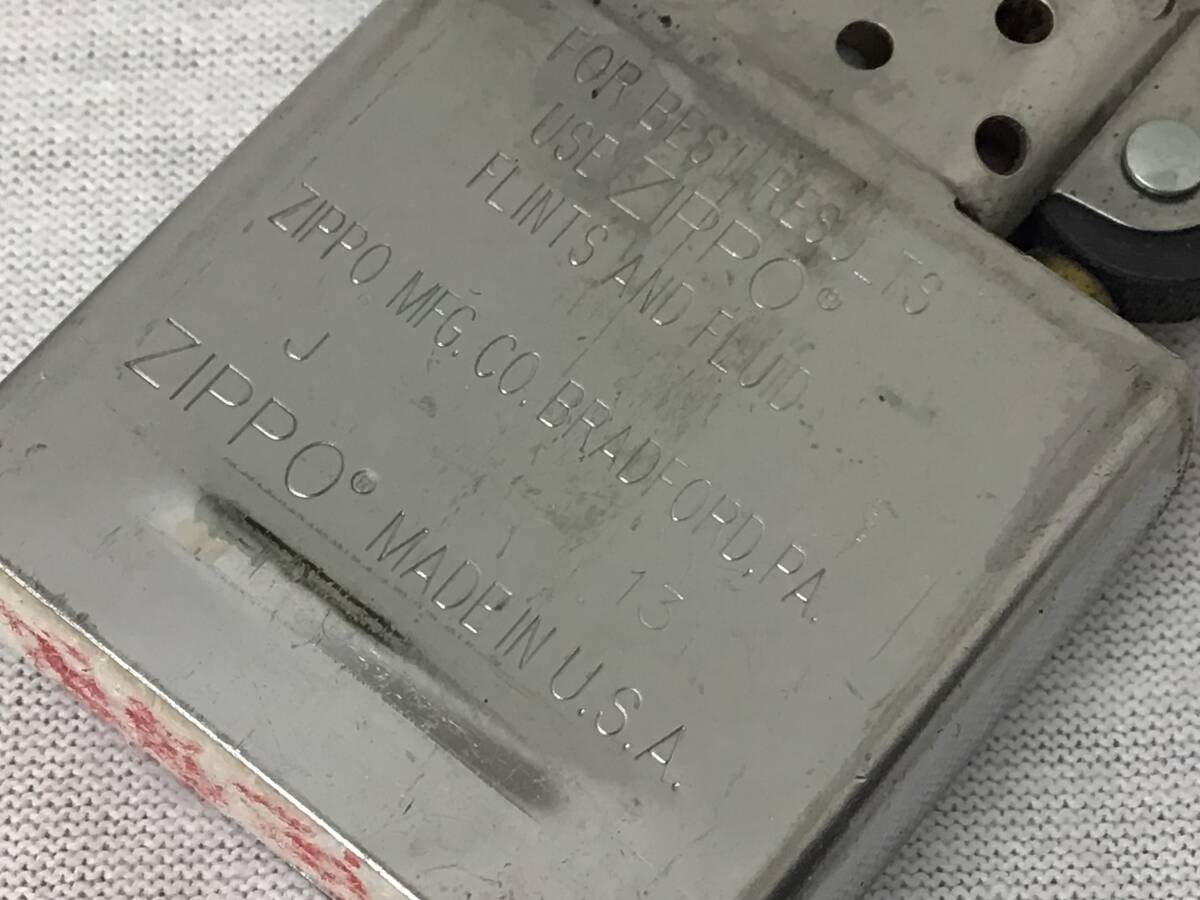 FOR BEST RESULTS
USE ZIPPO®
FLINTS AND FLUID
ZIPPO MFG. CO. BRADFORD, PA.
J 13
ZIPPO® MADE IN U.S.A.